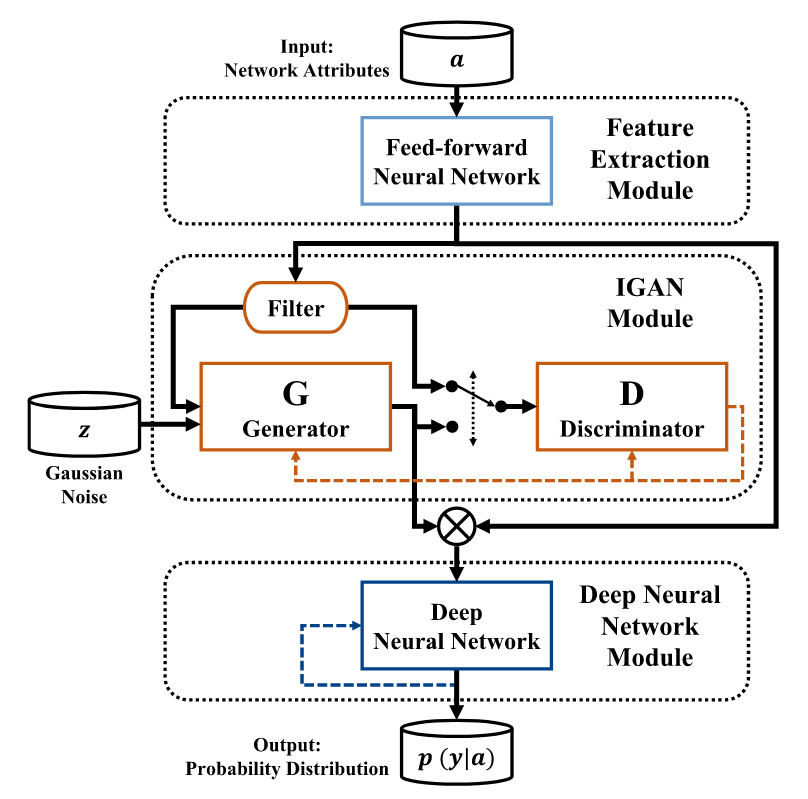 Input:
Network Attributes
a
Feed-forward
Neural Network
Feature
Extraction
Module
IGAN
Module
Filter
G
Generator
D
Discriminator
z
Gaussian
Noise
Deep
Neural Network
Deep Neural
Network
Module
Output:
Probability Distribution
p (y|a)